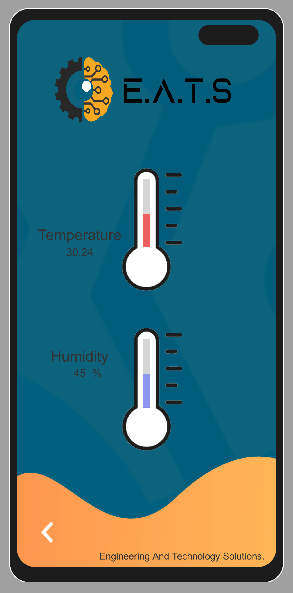 E.A.T.S
Temperature
30.24
Humidity
45 %
Engineering And Technology Solutions.